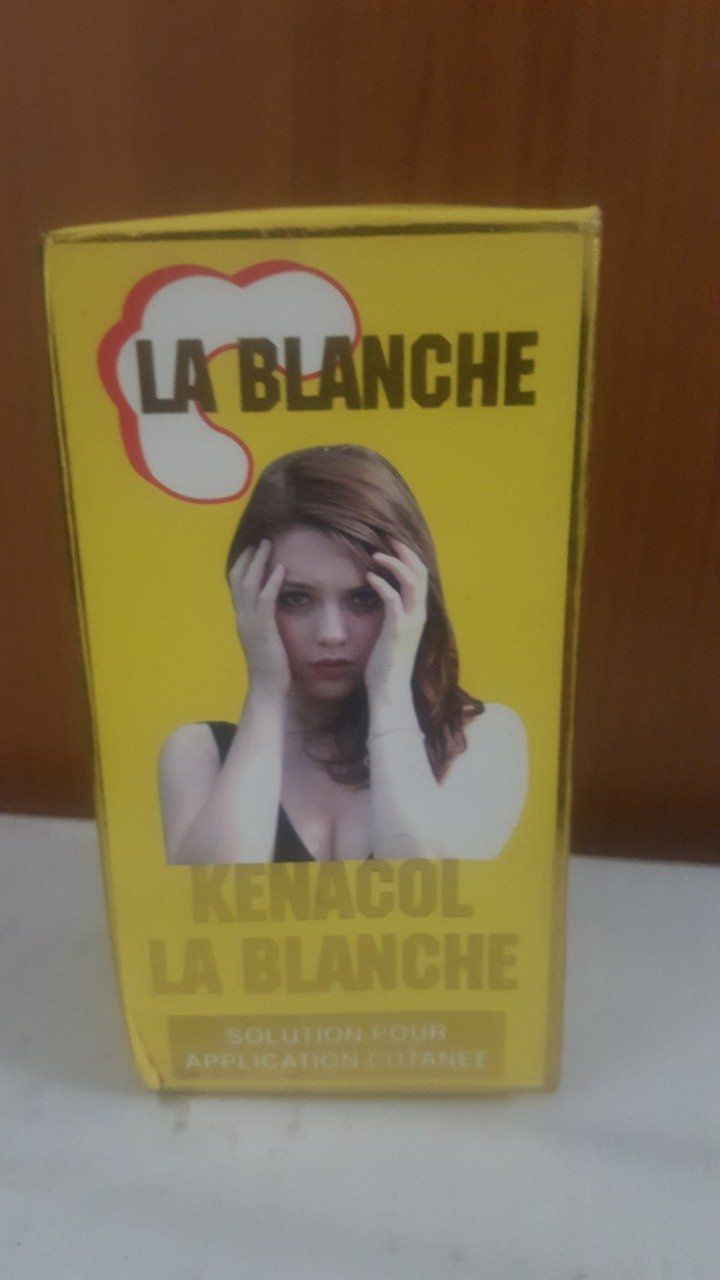 LA BLANCHE
KENACOL
LA BLANCHE
SOLUTION POUR
APPLICATION CUTANEE